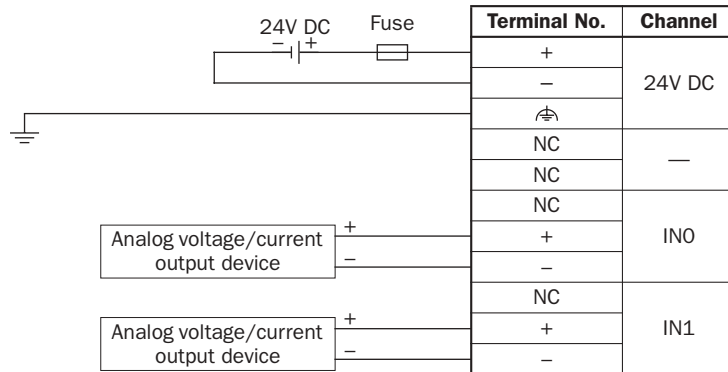 24V DC
Fuse
− +
Terminal No. Channel
+
−
24V DC
NC
NC
—
NC
+
−
IN0
NC
+
−
IN1
Analog voltage/current
output device
+
−
Analog voltage/current
output device
+
−